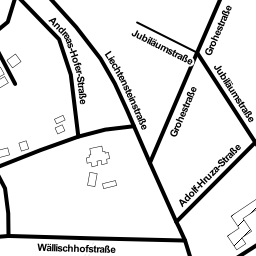 Grohestraße
Andreas-Hofer-Straße
Jubiläumstraße
Liechtensteinstraße
Jubiläumstraße
Grohestraße
Adolf-Hruza-Straße
Wällischhofstraße